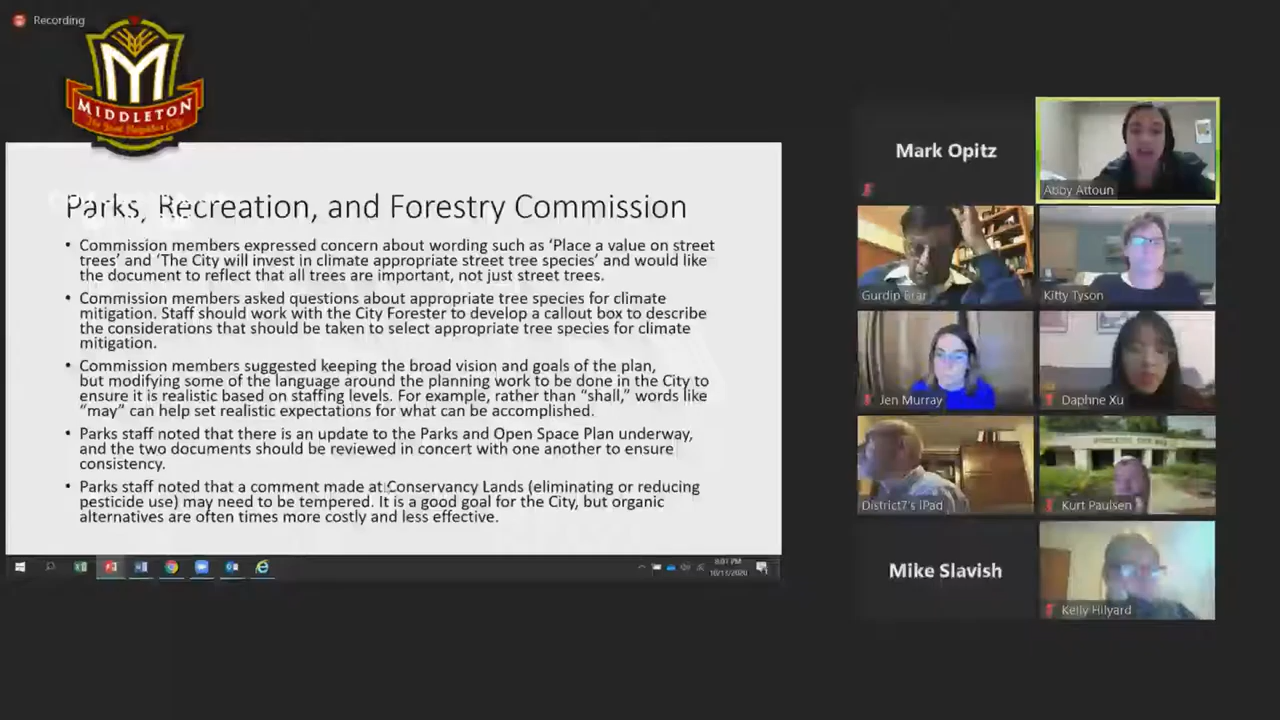 Recording
MIDDLETON
The Good Neighbor City
Parks, Recreation, and Forestry Commission
• Commission members expressed concern about wording such as ‘Place a value on street
trees’ and ‘The City will invest in climate appropriate street tree species’ and would like
the document to reflect that all trees are important, not just street trees.
• Commission members asked questions about appropriate tree species for climate
mitigation. Staff should work with the City Forester to develop a callout box to describe
the considerations that should be taken to select appropriate tree species for climate
mitigation.
• Commission members suggested keeping the broad vision and goals of the plan,
but modifying some of the language around the planning work to be done in the City to
ensure it is realistic based on staffing levels. For example, rather than “shall,” words like
“may” can help set realistic expectations for what can be accomplished.
• Parks staff noted that there is an update to the Parks and Open Space Plan underway,
and the two documents should be reviewed in concert with one another to ensure
consistency.
• Parks staff noted that a comment made at Conservancy Lands (eliminating or reducing
pesticide use) may need to be tempered. It is a good goal for the City, but organic
alternatives are often times more costly and less effective.
Mark Opitz
Abby Attoun
Gurdip Brar
Kitty Tyson
Jen Murray
Daphne Xu
District7's iPad
Kurt Paulsen
Mike Slavish
Kelly Hilyard